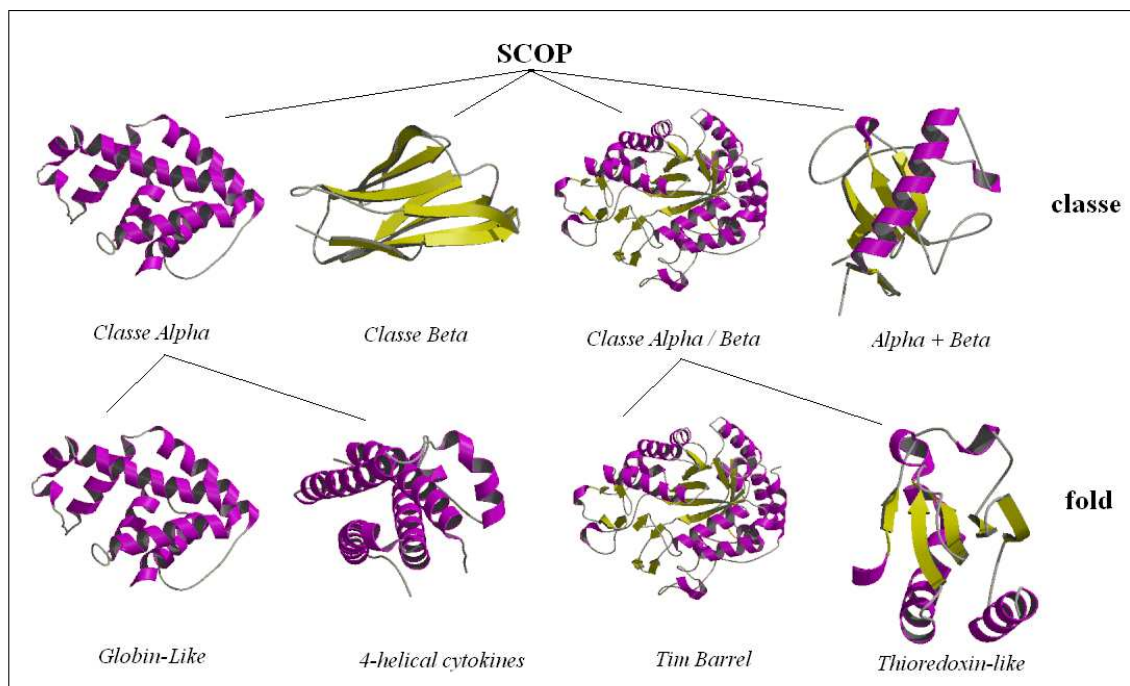 SCOP
classe
Classe Alpha
Classe Beta
Classe Alpha / Beta
Alpha + Beta
fold
Globin-Like
4-helical cytokines
Tim Barrel
Thioredoxin-like